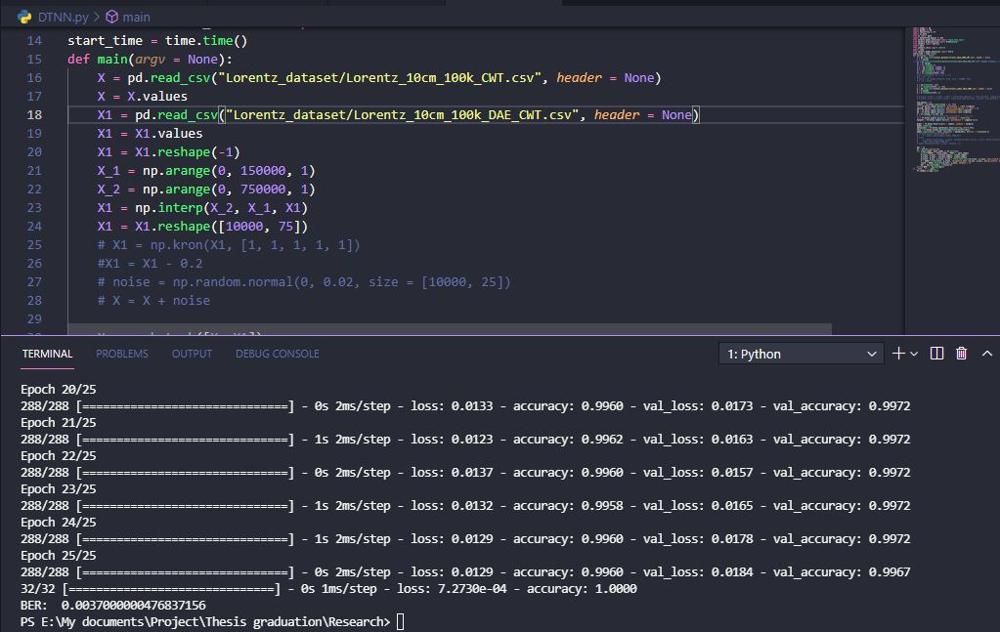 DTNN.py > main
14 start_time = time.time()
15 def main(argv = None):
16 X = pd.read_csv("Lorentz_dataset/Lorentz_10cm_100k_CWT.csv", header = None)
17 X = X.values
18 X1 = pd.read_csv("Lorentz_dataset/Lorentz_10cm_100k_DAE_CWT.csv", header = None)
19 X1 = X1.values
20 X1 = X1.reshape(-1)
21 X_1 = np.arange(0, 150000, 1)
22 X_2 = np.arange(0, 750000, 1)
23 X1 = np.interp(X_2, X_1, X1)
24 X1 = X1.reshape([10000, 75])
25 # X1 = np.kron(X1, [1, 1, 1, 1, 1])
26 #X1 = X1 - 0.2
27 # noise = np.random.normal(0, 0.02, size = [10000, 25])
28 # X = X + noise
29
TERMINAL PROBLEMS OUTPUT DEBUG CONSOLE 1: Python
Epoch 20/25
288/288 [==============================] - 0s 2ms/step - loss: 0.0133 - accuracy: 0.9960 - val_loss: 0.0173 - val_accuracy: 0.9972
Epoch 21/25
288/288 [==============================] - 1s 2ms/step - loss: 0.0123 - accuracy: 0.9962 - val_loss: 0.0163 - val_accuracy: 0.9972
Epoch 22/25
288/288 [==============================] - 0s 2ms/step - loss: 0.0137 - accuracy: 0.9960 - val_loss: 0.0157 - val_accuracy: 0.9972
Epoch 23/25
288/288 [==============================] - 1s 2ms/step - loss: 0.0132 - accuracy: 0.9958 - val_loss: 0.0165 - val_accuracy: 0.9972
Epoch 24/25
288/288 [==============================] - 1s 2ms/step - loss: 0.0129 - accuracy: 0.9960 - val_loss: 0.0178 - val_accuracy: 0.9972
Epoch 25/25
288/288 [==============================] - 0s 2ms/step - loss: 0.0129 - accuracy: 0.9960 - val_loss: 0.0184 - val_accuracy: 0.9967
32/32 [==============================] - 0s 1ms/step - loss: 7.2730e-04 - accuracy: 1.0000
BER: 0.0037000000476837156
PS E:\My documents\Project\Thesis graduation\Research>